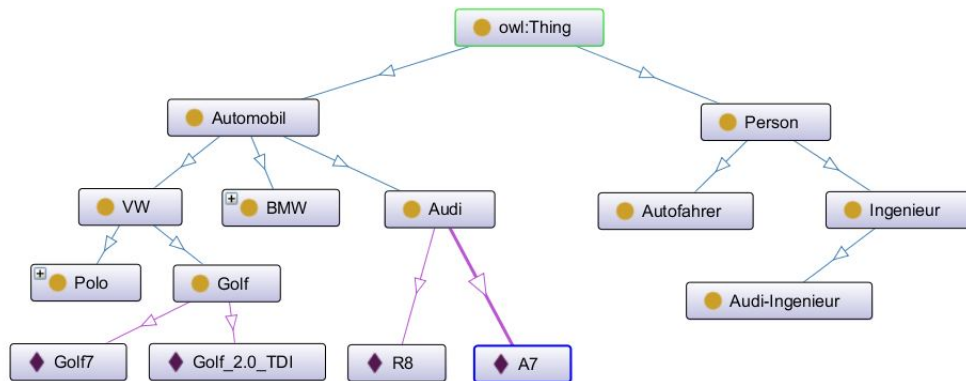 owl:Thing
Automobil
Person
VW
BMW
Audi
Autofahrer
Ingenieur
Polo
Golf
Audi-Ingenieur
Golf7
Golf_2.0_TDI
R8
A7